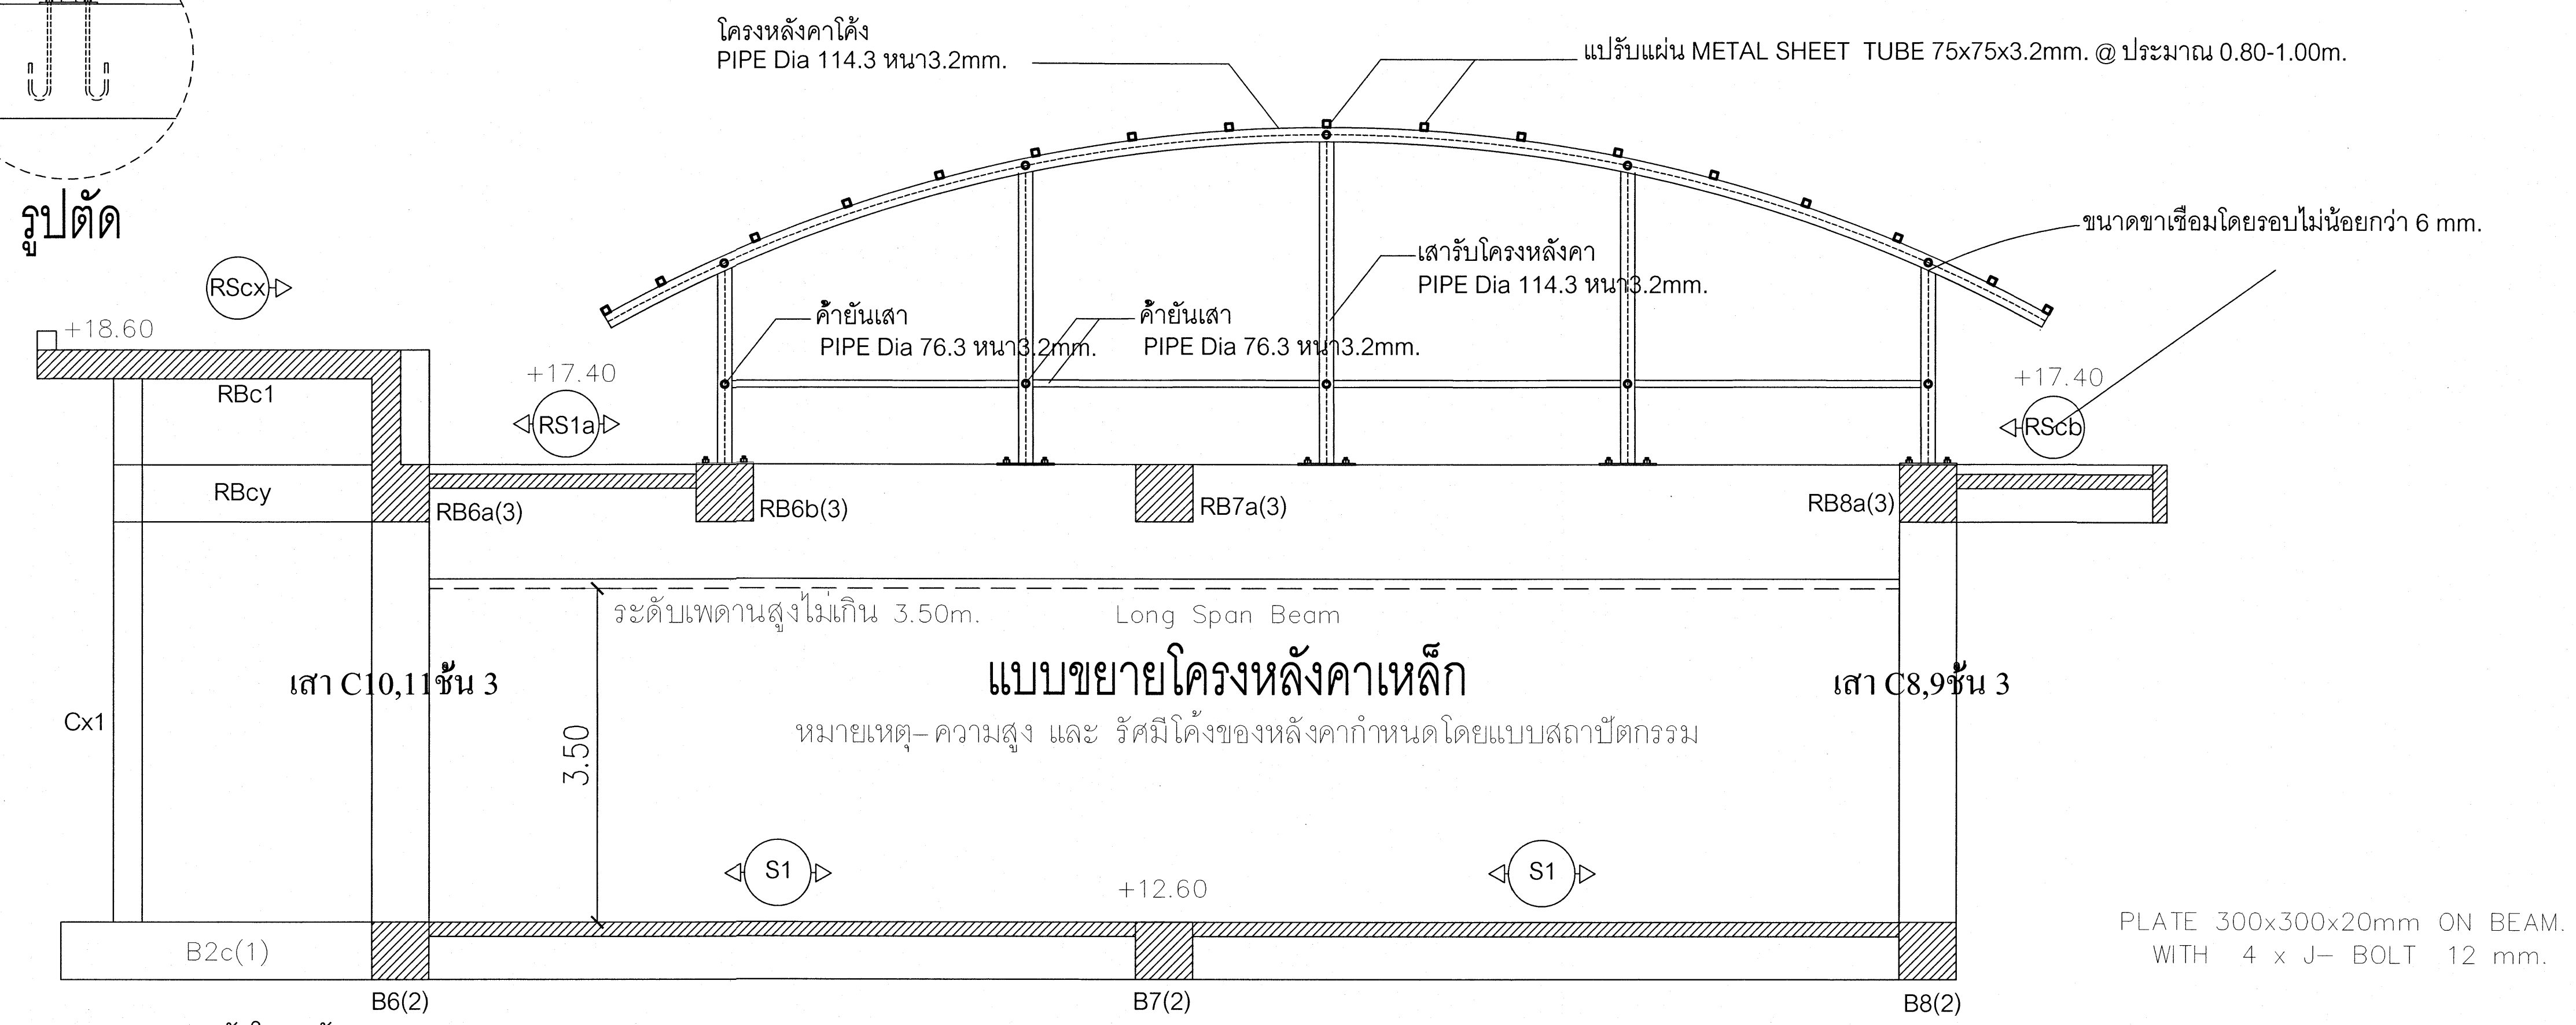 โครงหลังคาโค้ง
PIPE Dia 114.3 หนา3.2mm.
แปรับแผ่น METAL SHEET TUBE 75x75x3.2mm. @ ประมาณ 0.80-1.00m.
รูปตัด
ขนาดขาเชื่อมโดยรอบไม่น้อยกว่า 6 mm.
เสารับโครงหลังคา
PIPE Dia 114.3 หนา3.2mm.
RScx
ค้ำยันเสา
PIPE Dia 76.3 หนา3.2mm.
ค้ำยันเสา
PIPE Dia 76.3 หนา3.2mm.
+18.60
+17.40
+17.40
RBc1
RS1a
RScb
RBcy
RB6a(3)
RB6b(3)
RB7a(3)
RB8a(3)
ระดับเพดานสูงไม่เกิน 3.50m.
Long Span Beam
แบบขยายโครงหลังคาเหล็ก
เสา C10,11ชั้น 3
เสา C8,9ชั้น 3
Cx1
หมายเหตุ-ความสูง และ รัศมีโค้งของหลังคากำหนดโดยแบบสถาปัตกรรม
3.50
S1
S1
+12.60
PLATE 300x300x20mm ON BEAM.
WITH 4 x J- BOLT 12 mm.
B2c(1)
B6(2)
B7(2)
B8(2)